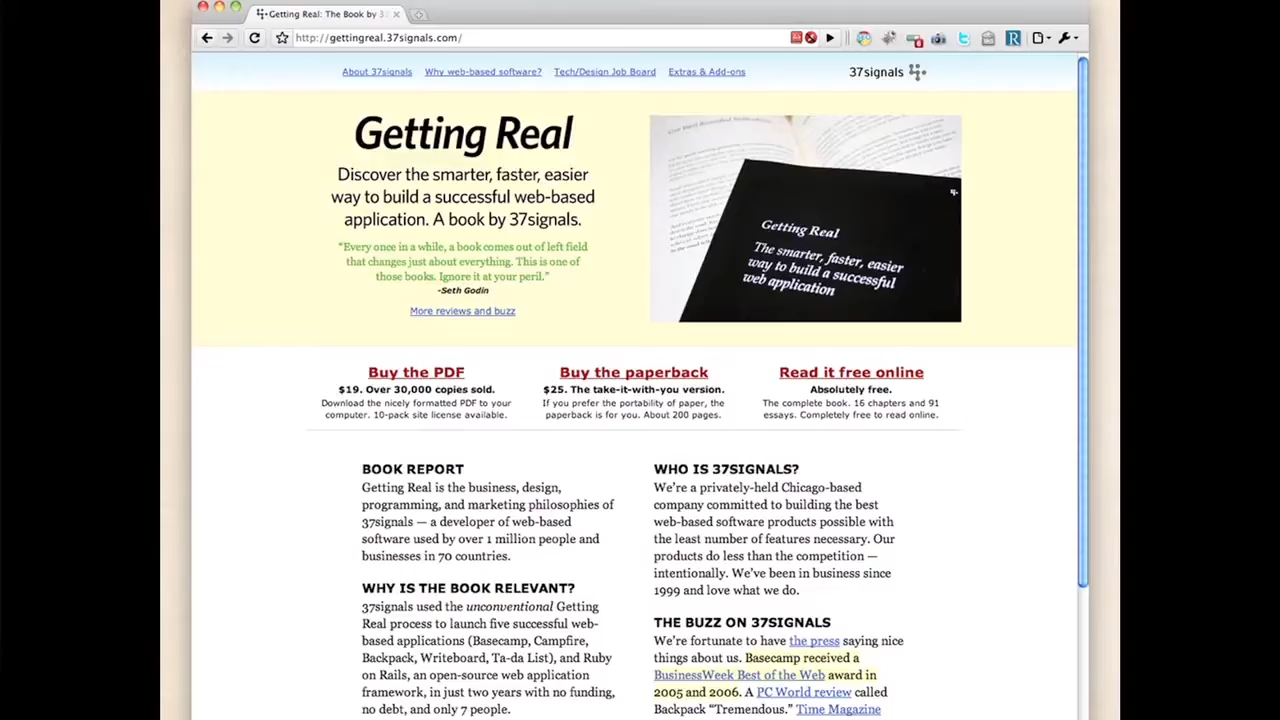 Getting Real: The Book by 3
http://gettingreal.37signals.com/
About 37signals Why web-based software? Tech/Design Job Board Extras & Add-ons
37signals
Getting Real
Discover the smarter, faster, easier
way to build a successful web-based
application. A book by 37signals.
“Every once in a while, a book comes out of left field
that changes just about everything. This is one of
those books. Ignore it at your peril.”
-Seth Godin
More reviews and buzz
Getting Real
The smarter, faster, easier
way to build a successful
web application
Buy the PDF
$19. Over 30,000 copies sold.
Download the nicely formatted PDF to your
computer. 10-pack site license available.
Buy the paperback
$25. The take-it-with-you version.
If you prefer the portability of paper, the
paperback is for you. About 200 pages.
Read it free online
Absolutely free.
The complete book. 16 chapters and 91
essays. Completely free to read online.
BOOK REPORT
Getting Real is the business, design,
programming, and marketing philosophies of
37signals — a developer of web-based
software used by over 1 million people and
businesses in 70 countries.
WHY IS THE BOOK RELEVANT?
37signals used the unconventional Getting
Real process to launch five successful web-
based applications (Basecamp, Campfire,
Backpack, Writeboard, Ta-da List), and Ruby
on Rails, an open-source web application
framework, in just two years with no funding,
no debt, and only 7 people.
WHO IS 37SIGNALS?
We’re a privately-held Chicago-based
company committed to building the best
web-based software products possible with
the least number of features necessary. Our
products do less than the competition —
intentionally. We’ve been in business since
1999 and love what we do.
THE BUZZ ON 37SIGNALS
We’re fortunate to have the press saying nice
things about us. Basecamp received a
BusinessWeek Best of the Web award in
2005 and 2006. A PC World review called
Backpack “Tremendous.” Time Magazine